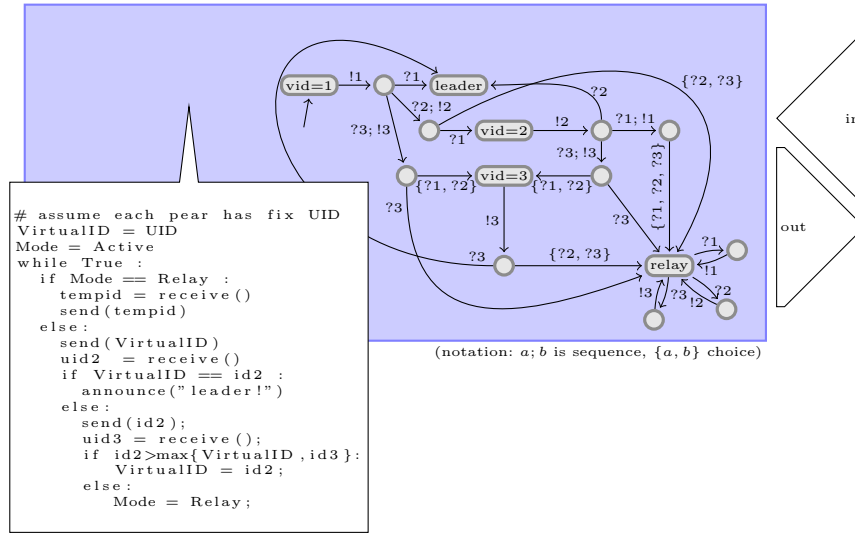 vid=1
!1
?1
leader
?2; !2
?3; !3
?1
vid=2
!2
?2
{?2, ?3}
?1; !1
?3; !3
{?1, ?2}
vid=3
{?1, ?2}
{?1, ?2, ?3}
?3
!3
?3
?3
{?2, ?3}
relay
?1
!1
?2
!2
?3
!3
in
out
(notation: a; b is sequence, {a, b} choice)
# assume each pear has fix UID
VirtualID = UID
Mode = Active
while True :
if Mode == Relay :
tempid = receive()
send(tempid)
else:
send(VirtualID)
uid2 = receive()
if VirtualID == id2 :
announce("leader!")
else:
send(id2);
uid3 = receive();
if id2>max{VirtualID,id3}:
VirtualID = id2;
else:
Mode = Relay;